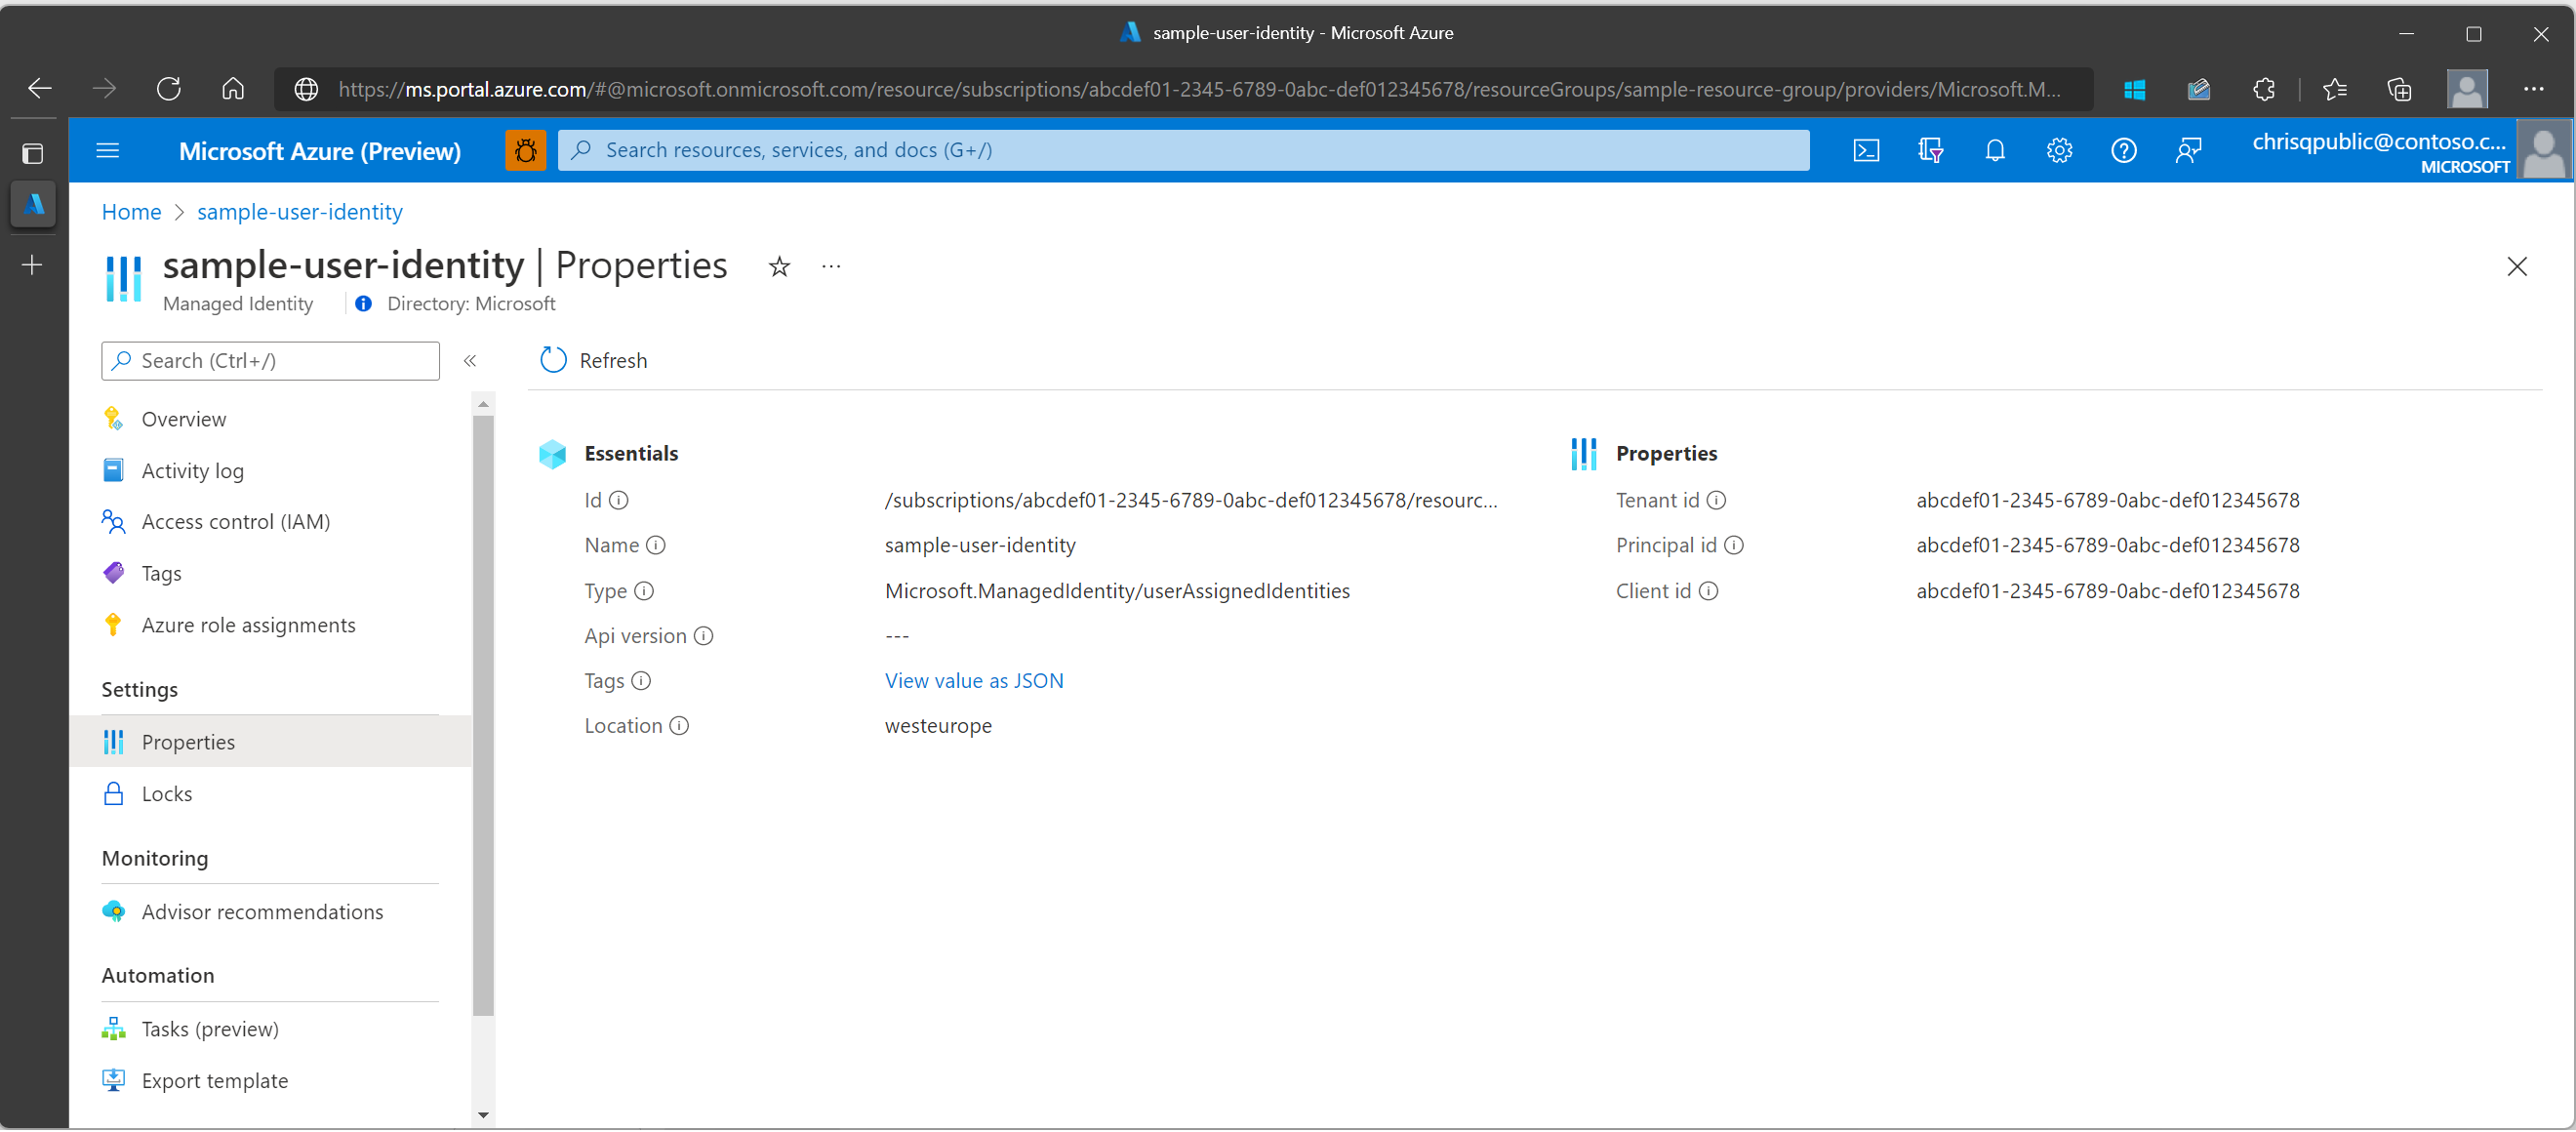 sample-user-identity - Microsoft Azure
https://ms.portal.azure.com/#@microsoft.onmicrosoft.com/resource/subscriptions/abcdef01-2345-6789-0abc-def012345678/resourceGroups/sample-resource-group/providers/Microsoft.M...
Microsoft Azure (Preview)
Search resources, services, and docs (G+/)
chrisqpublic@contoso.c...
MICROSOFT
Home > sample-user-identity
sample-user-identity | Properties
Managed Identity
Directory: Microsoft
Search (Ctrl+/)
Overview
Activity log
Access control (IAM)
Tags
Azure role assignments
Settings
Properties
Locks
Monitoring
Advisor recommendations
Automation
Tasks (preview)
Export template
Refresh
Essentials
Id /subscriptions/abcdef01-2345-6789-0abc-def012345678/resourc...
Name sample-user-identity
Type Microsoft.ManagedIdentity/userAssignedIdentities
Api version ---
Tags View value as JSON
Location westeurope
Properties
Tenant id abcdef01-2345-6789-0abc-def012345678
Principal id abcdef01-2345-6789-0abc-def012345678
Client id abcdef01-2345-6789-0abc-def012345678